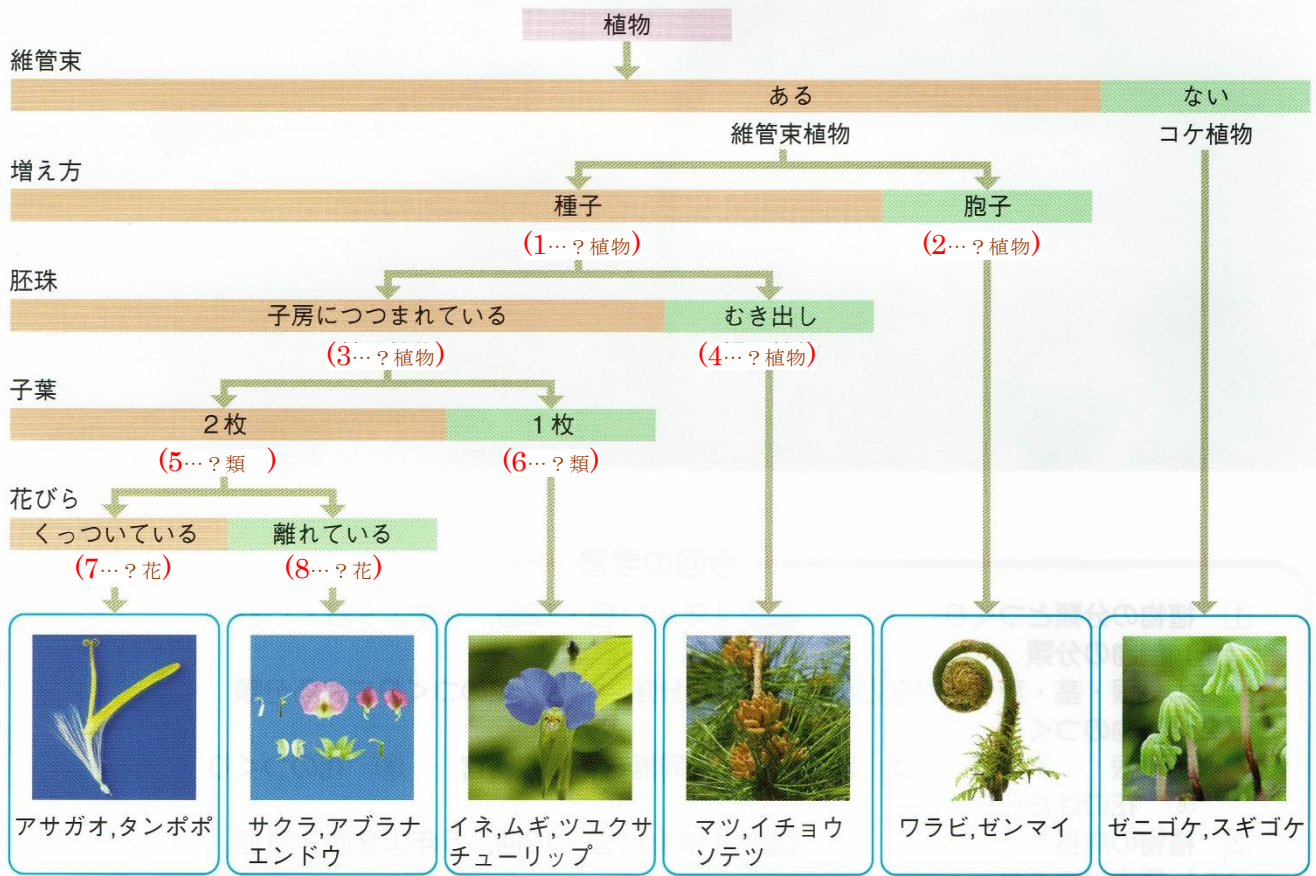 植物
維管束
ある
ない
維管束植物
コケ植物
増え方
種子
胞子
(1…？植物)
(2…？植物)
胚珠
子房につつまれている
むき出し
(3…？植物)
(4…？植物)
子葉
2枚
1枚
(5…？類 )
(6…？類)
花びら
くっついている
離れている
(7…？花)
(8…？花)
アサガオ,タンポポ
サクラ,アブラナ
エンドウ
イネ,ムギ,ツユクサ
チューリップ
マツ,イチョウ
ソテツ
ワラビ,ゼンマイ
ゼニゴケ,スギゴケ